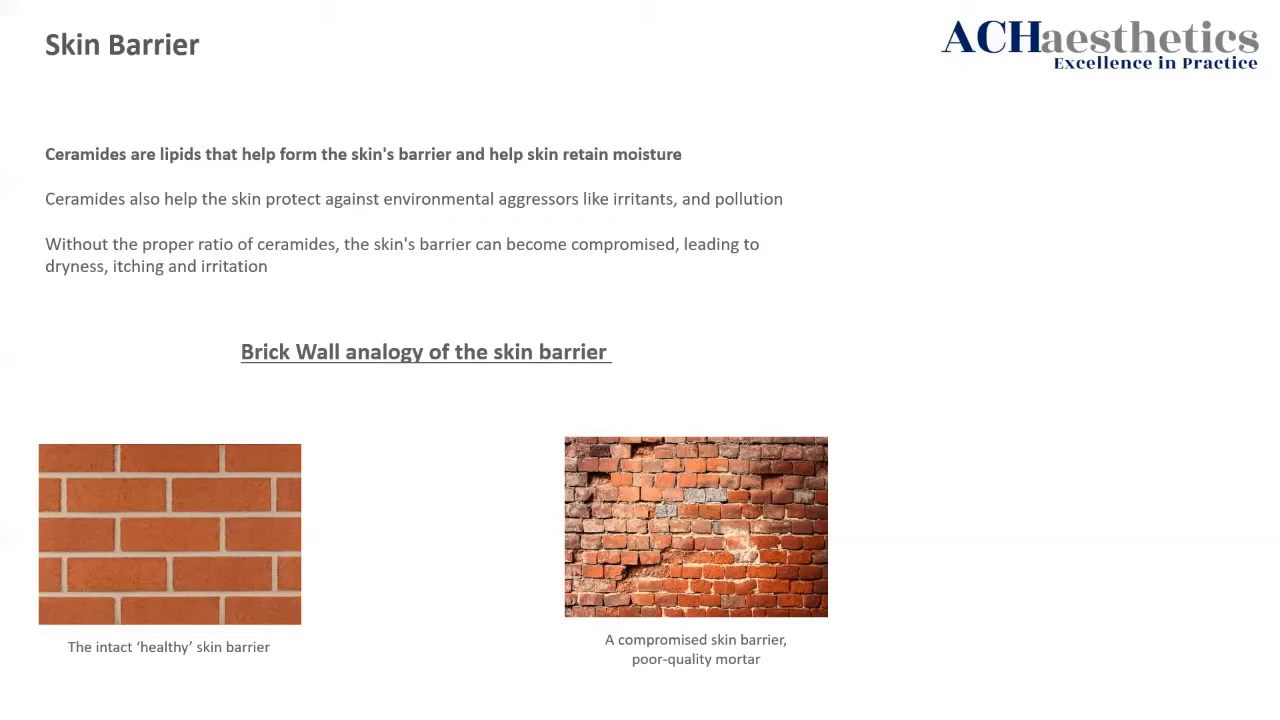 Skin Barrier
ACHaesthetics
Excellence in Practice
Ceramides are lipids that help form the skin's barrier and help skin retain moisture
Ceramides also help the skin protect against environmental aggressors like irritants, and pollution
Without the proper ratio of ceramides, the skin's barrier can become compromised, leading to
dryness, itching and irritation
Brick Wall analogy of the skin barrier
The intact ‘healthy’ skin barrier
A compromised skin barrier,
poor-quality mortar